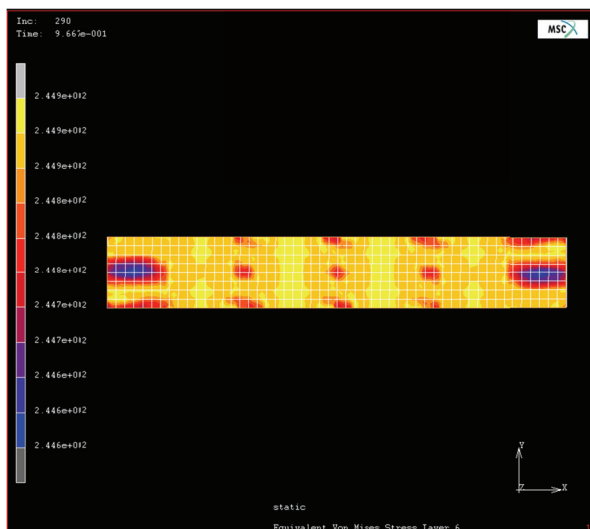 Inc: 290
Time: 9.667e-001
MSC X
2.449e+002
2.449e+002
2.449e+002
2.448e+002
2.448e+002
2.448e+002
2.447e+002
2.447e+002
2.446e+002
2.446e+002
2.446e+002
Y
Z X
static
Equivalent Von Mises Stress Layer 6
1